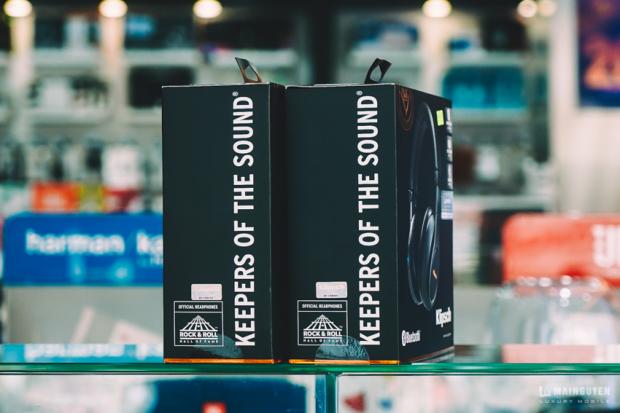 KEEPERS OF THE SOUND®
OFFICIAL HEADPHONES
ROCK & ROLL
HALL OF FAME
KEEPERS OF THE SOUND®
OFFICIAL HEADPHONES
ROCK & ROLL
HALL OF FAME
Klipsch
Bluetooth
harman ka
MAINGUYEN
LUXURY MOBILE